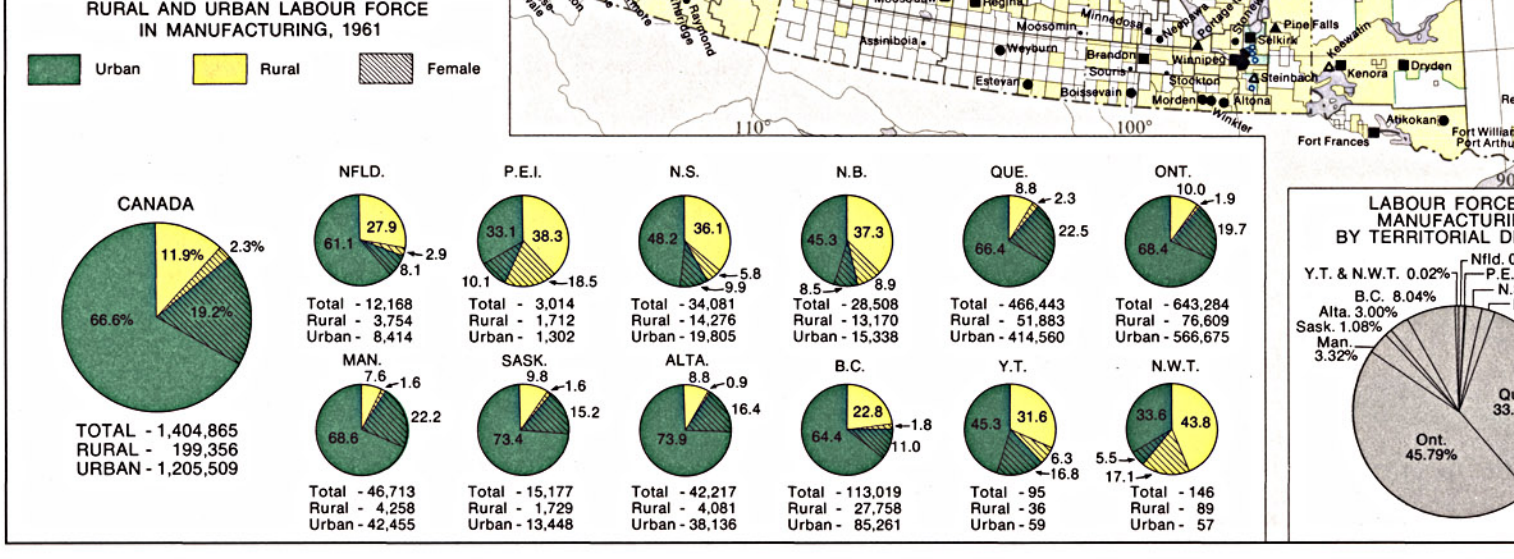 RURAL AND URBAN LABOUR FORCE
IN MANUFACTURING, 1961
Urban
Rural
Female
Raymond
Regina
Moosomin
Minnedosa
Neepawa
Pine Falls
Assiniboia
Weyburn
Brandon
Winnipeg
Selkirk
Keewatin
Kenora
Dryden
Estevan
Souris
Stockton
Steinbach
Boissevain
Morden
Altona
Winkler
Atikokan
Fort Frances
Port Arthu
110°
100°
90
CANADA
11.9%
2.3%
19.2%
66.6%
TOTAL - 1,404,865
RURAL - 199,356
URBAN - 1,205,509
NFLD.
27.9
61.1
2.9
8.1
Total - 12,168
Rural - 3,754
Urban - 8,414
P.E.I.
33.1
38.3
10.1
18.5
Total - 3,014
Rural - 1,712
Urban - 1,302
N.S.
48.2
36.1
5.8
9.9
Total - 34,081
Rural - 14,276
Urban - 19,805
N.B.
45.3
37.3
8.5
8.9
Total - 28,508
Rural - 13,170
Urban - 15,338
QUE.
8.8
2.3
22.5
66.4
Total - 466,443
Rural - 51,883
Urban - 414,560
ONT.
10.0
1.9
19.7
68.4
Total - 643,284
Rural - 76,609
Urban - 566,675
MAN.
7.6
1.6
22.2
68.6
Total - 46,713
Rural - 4,258
Urban - 42,455
SASK.
9.8
1.6
15.2
73.4
Total - 15,177
Rural - 1,729
Urban - 13,448
ALTA.
8.8
0.9
16.4
73.9
Total - 42,217
Rural - 4,081
Urban - 38,136
B.C.
22.8
1.8
11.0
64.4
Total - 113,019
Rural - 27,758
Urban - 85,261
Y.T.
45.3
31.6
6.3
16.8
Total - 95
Rural - 36
Urban - 59
N.W.T.
33.6
43.8
5.5
17.1
Total - 146
Rural - 89
Urban - 57
LABOUR FORCE
MANUFACTURI
BY TERRITORIAL D
Nfld. 0
Y.T. & N.W.T. 0.02%
P.E.
B.C. 8.04%
N.
Alta. 3.00%
Sask. 1.08%
Man.
3.32%
Qu
33.
Ont.
45.79%